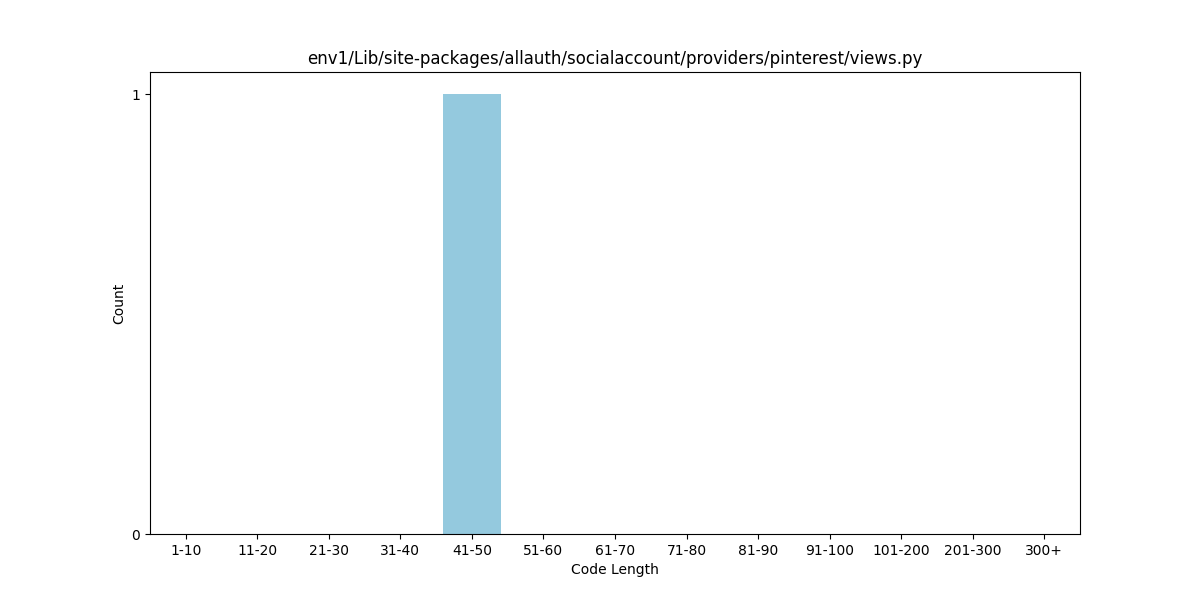 env1/Lib/site-packages/allauth/socialaccount/providers/pinterest/views.py
1
Count
0
1-10 11-20 21-30 31-40 41-50 51-60 61-70 71-80 81-90 91-100 101-200 201-300 300+
Code Length